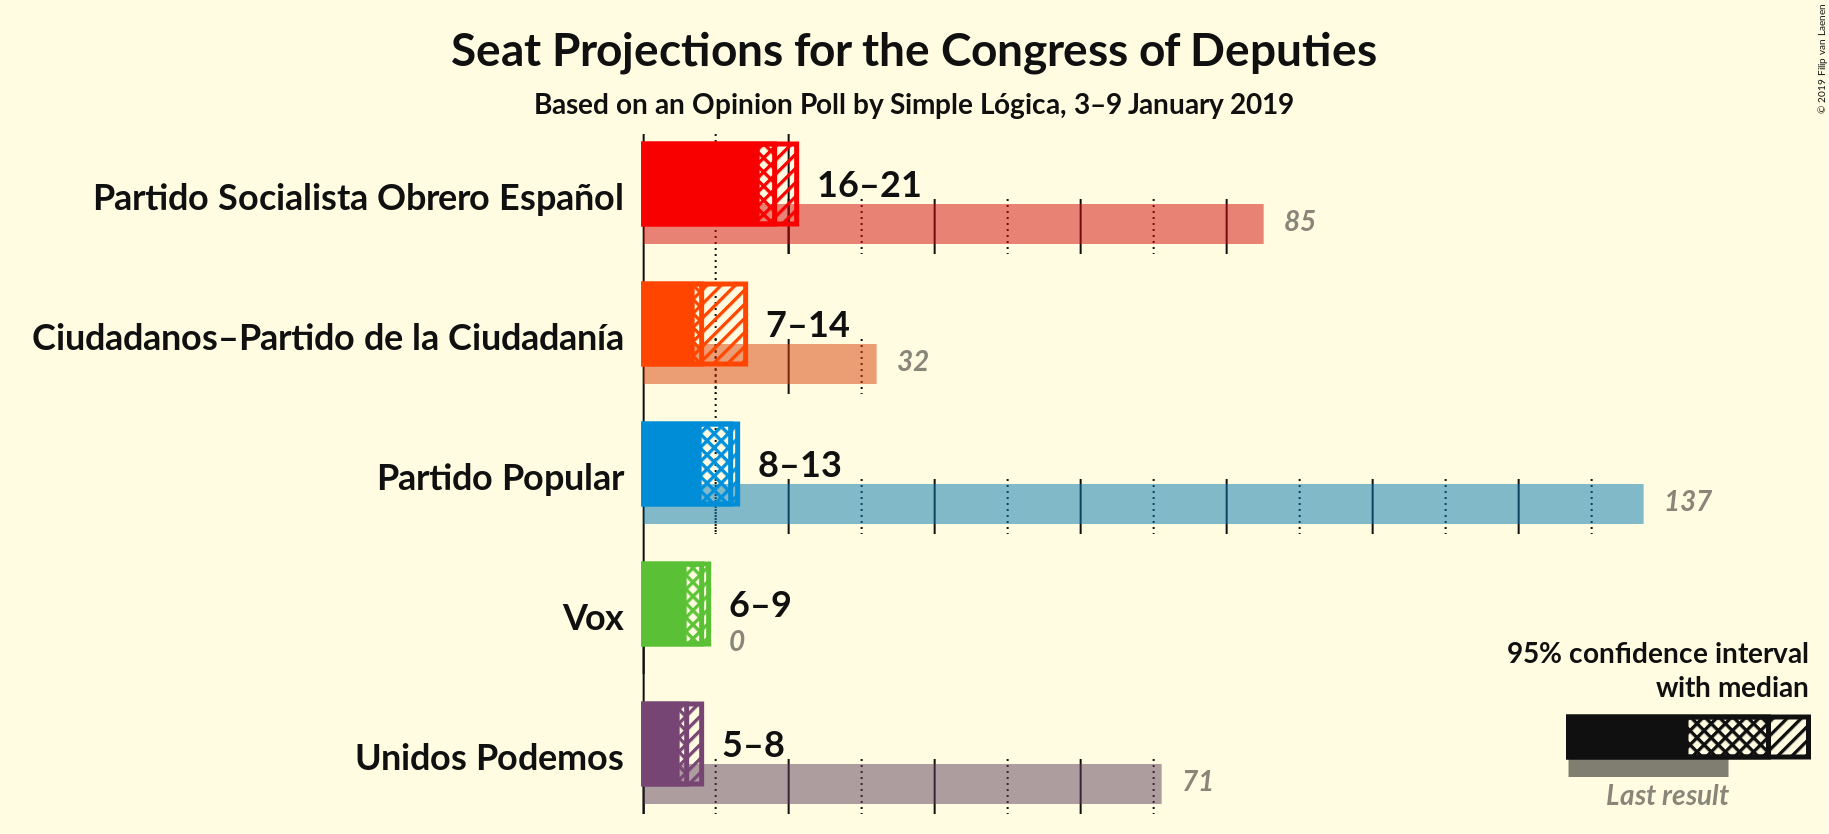 Seat Projections for the Congress of Deputies
Based on an Opinion Poll by Simple Lógica, 3–9 January 2019
© 2019 Filip van Laenen
Partido Socialista Obrero Español
16–21
85
Ciudadanos–Partido de la Ciudadanía
7–14
32
Partido Popular
8–13
137
Vox
6–9
0
Unidos Podemos
5–8
71
95% confidence interval
with median
Last result